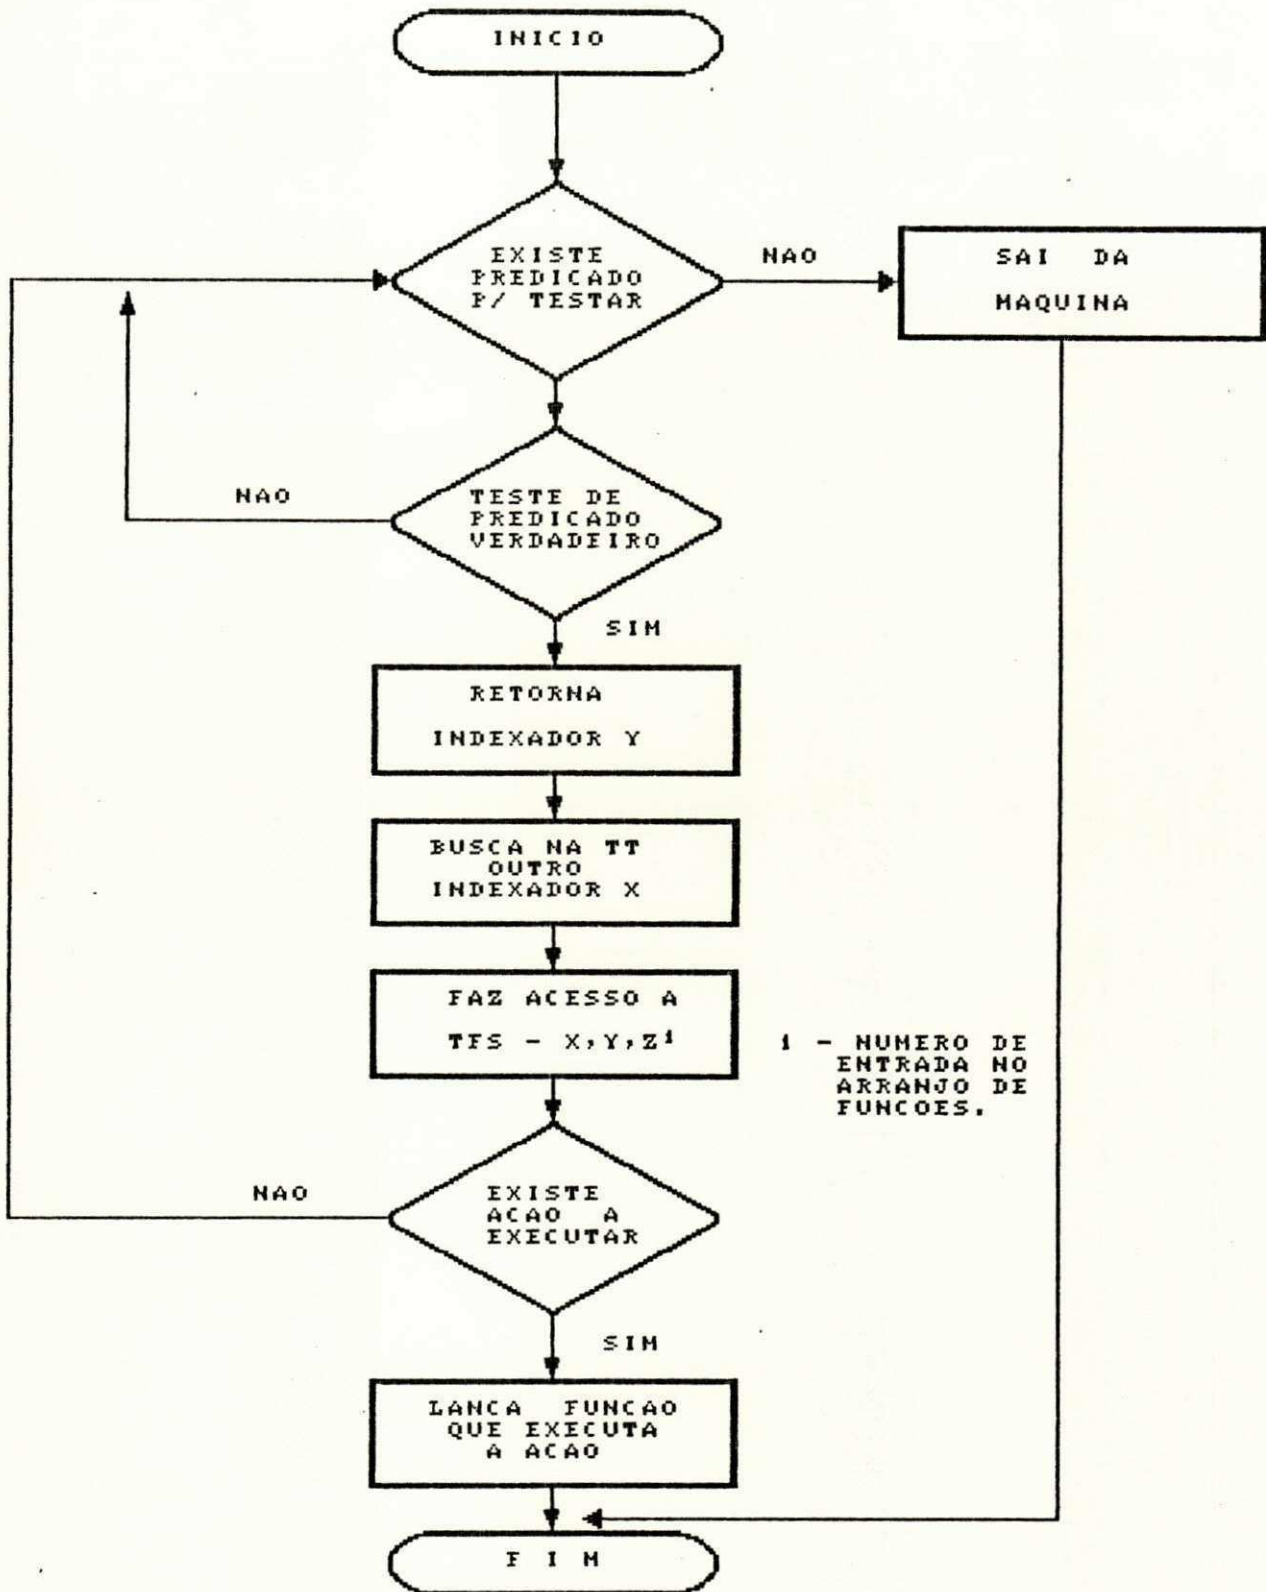 INICIO
EXISTE
PREDICADO
P/ TESTAR
NAO
SAI DA
MAQUINA
NAO
TESTE DE
PREDICADO
VERDADEIRO
SIM
RETORNA
INDEXADOR Y
BUSCA NA TT
OUTRO
INDEXADOR X
FAZ ACESSO A
TFS - X,Y,Z¹
1 - NUMERO DE
ENTRADA NO
ARRANJO DE
FUNCOES.
NAO
EXISTE
ACAO A
EXECUTAR
SIM
LANCA FUNCAO
QUE EXECUTA
A ACAO
F I M